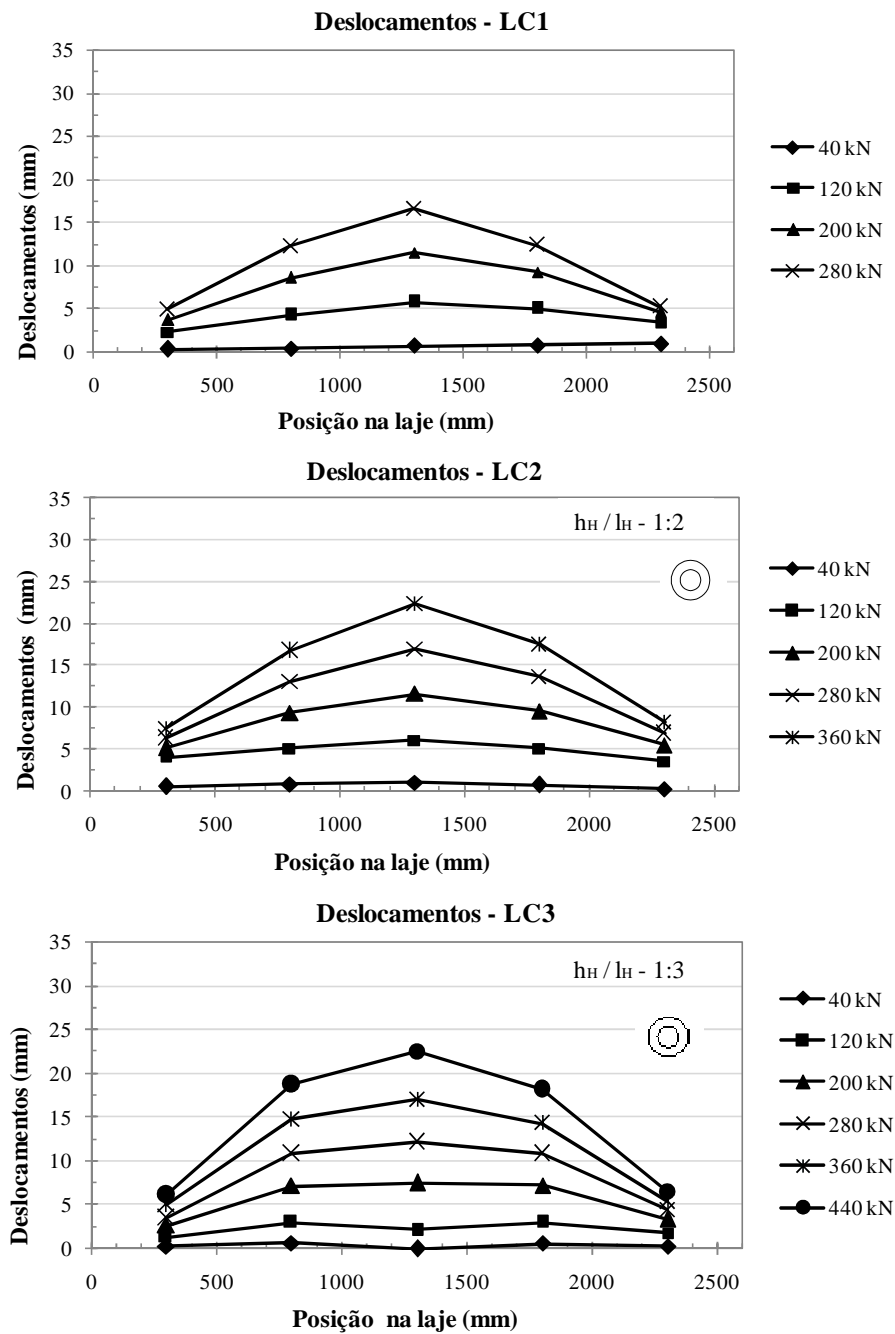 Deslocamentos - LC1
35
30
25
20
15
10
5
0
Deslocamentos (mm)
0 500 1000 1500 2000 2500
Posição na laje (mm)
40 kN
120 kN
200 kN
280 kN
Deslocamentos - LC2
35
30
25
20
15
10
5
0
Deslocamentos (mm)
hH / lH - 1:2
0 500 1000 1500 2000 2500
Posição na laje (mm)
40 kN
120 kN
200 kN
280 kN
360 kN
Deslocamentos - LC3
35
30
25
20
15
10
5
0
Deslocamentos (mm)
hH / lH - 1:3
0 500 1000 1500 2000 2500
Posição na laje (mm)
40 kN
120 kN
200 kN
280 kN
360 kN
440 kN